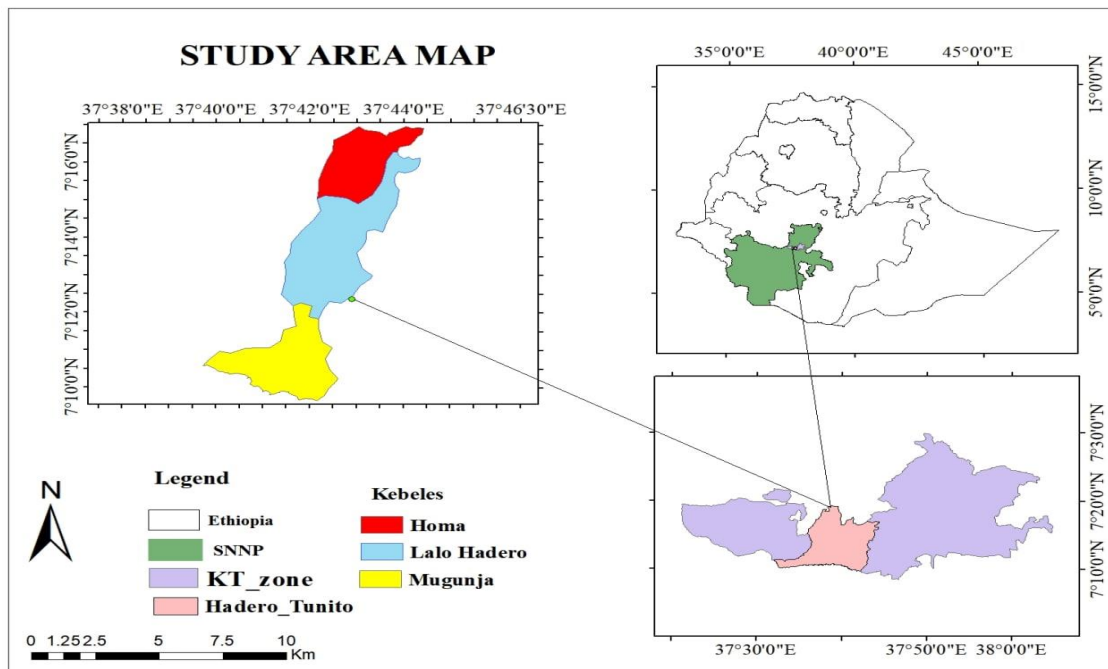 STUDY AREA MAP
37°38'0"E 37°40'0"E 37°42'0"E 37°44'0"E 37°46'30"E
7°16'0"N
7°14'0"N
7°12'0"N
7°10'0"N
35°0'0"E 40°0'0"E 45°0'0"E
15°0'0"N
10°0'0"N
5°0'0"N
7°30'0"N
7°20'0"N
7°10'0"N
37°30'0"E 37°50'0"E 38°0'0"E
N
Legend
Ethiopia
SNNP
KT_zone
Hadero_Tunito
Kebeles
Homa
Lalo Hadero
Mugunja
0 1.25 2.5 5 7.5 10
Km